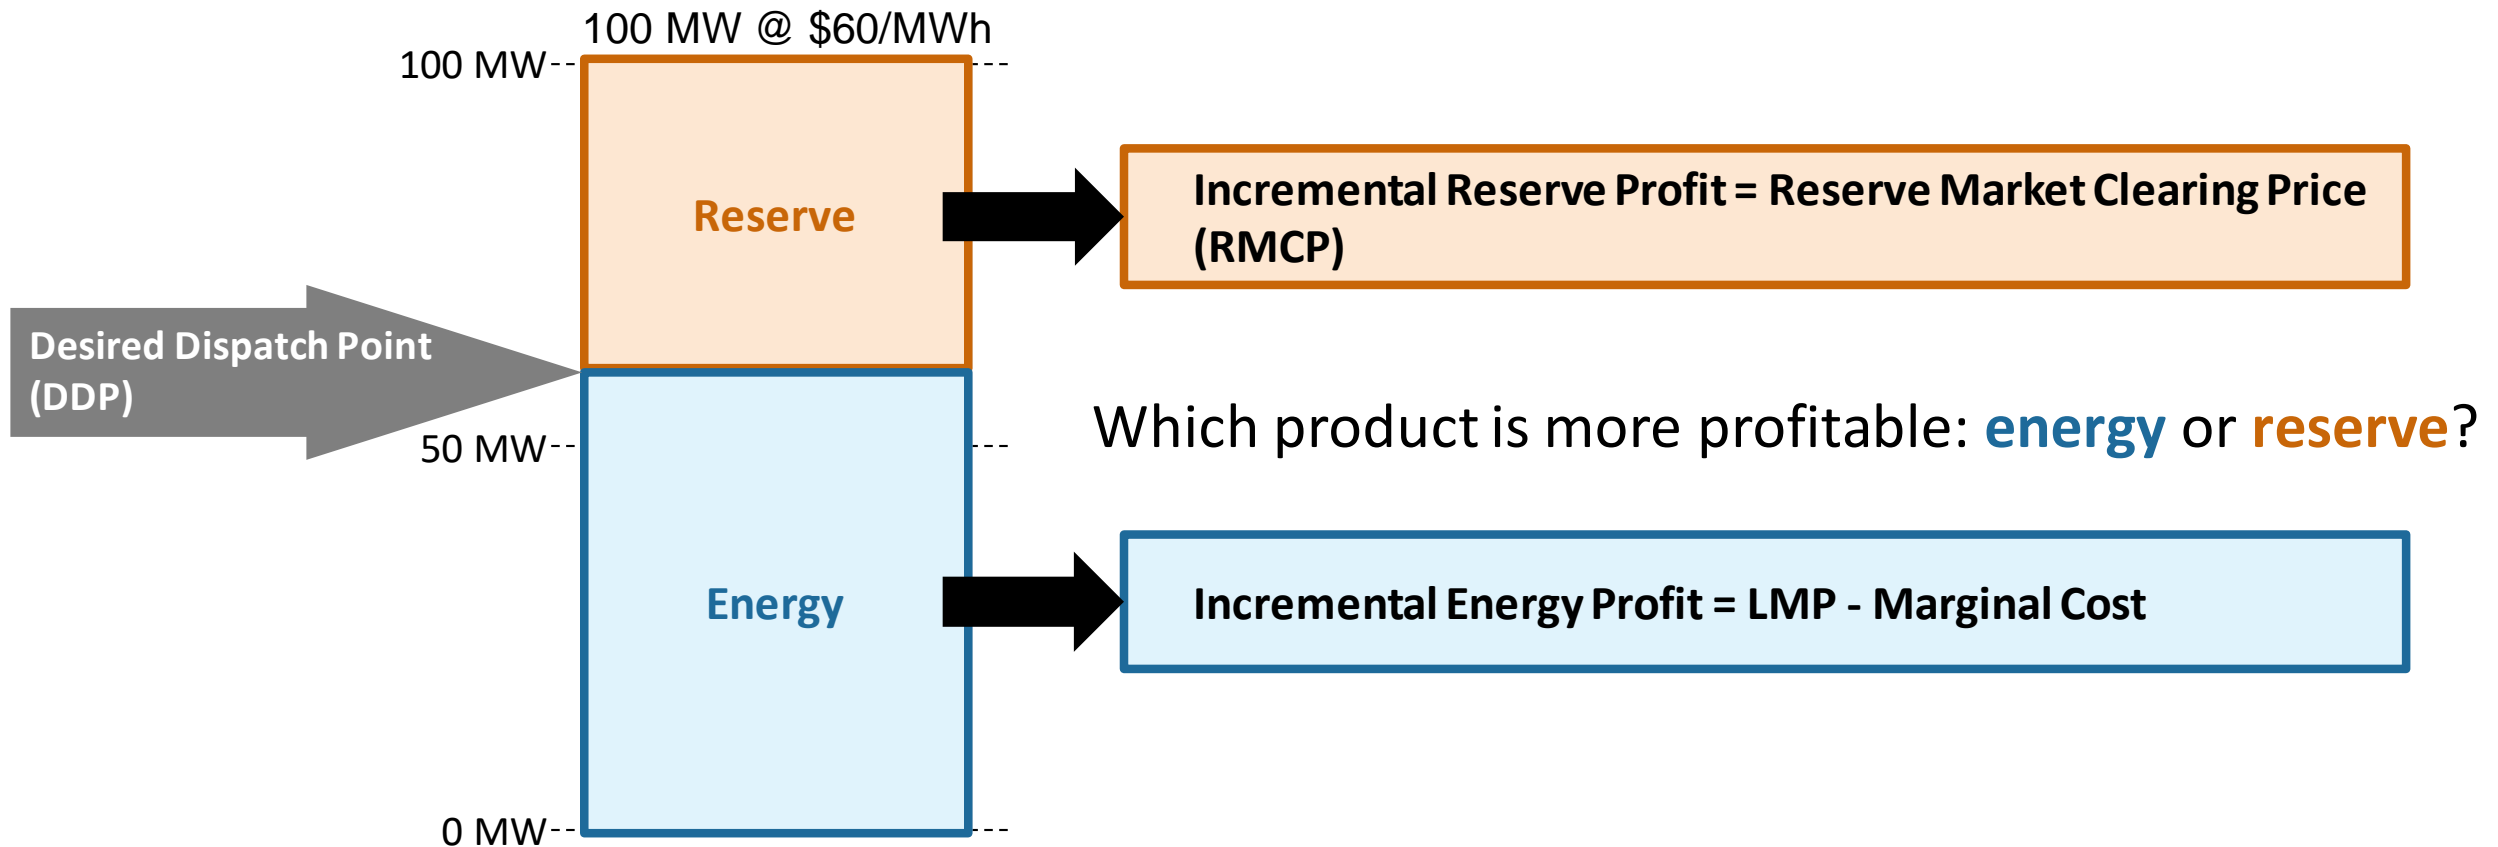 100 MW @ $60/MWh
100 MW
Reserve
Incremental Reserve Profit = Reserve Market Clearing Price
(RMCP)
Desired Dispatch Point
(DDP)
Which product is more profitable: energy or reserve?
50 MW
Energy
Incremental Energy Profit = LMP - Marginal Cost
0 MW